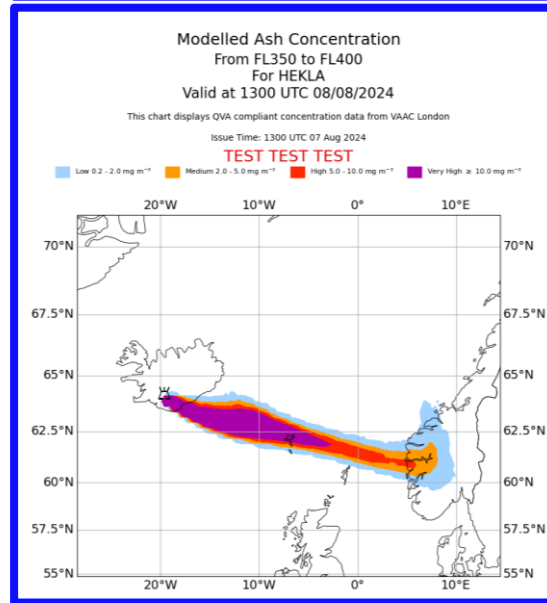 Modelled Ash Concentration
From FL350 to FL400
For HEKLA
Valid at 1300 UTC 08/08/2024
This chart displays QVA compliant concentration data from VAAC London
Issue Time: 1300 UTC 07 Aug 2024
TEST TEST TEST
Low 0.2 - 2.0 mg m⁻³ Medium 2.0 - 5.0 mg m⁻³ High 5.0 - 10.0 mg m⁻³ Very High ≥ 10.0 mg m⁻³
20°W 10°W 0° 10°E
70°N 70°N
67.5°N 67.5°N
65°N 65°N
62.5°N 62.5°N
60°N 60°N
57.5°N 57.5°N
55°N 55°N
20°W 10°W 0° 10°E